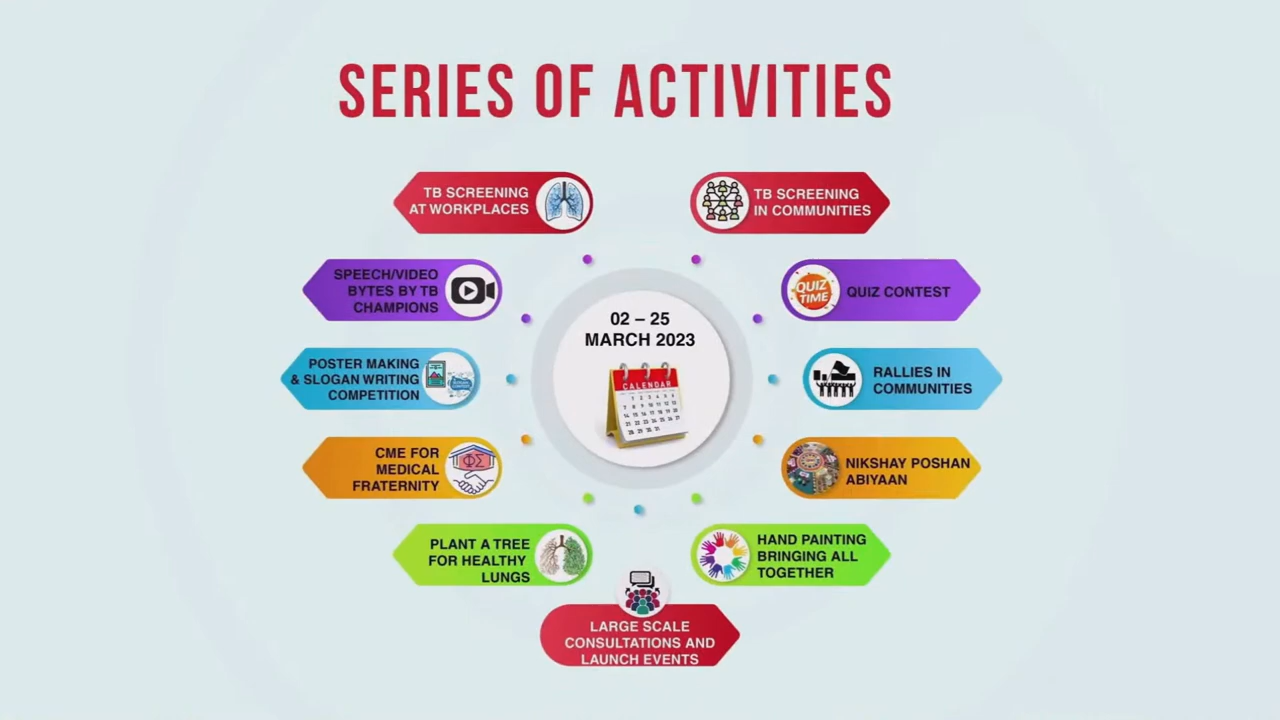 SERIES OF ACTIVITIES
TB SCREENING
AT WORKPLACES
TB SCREENING
IN COMMUNITIES
SPEECH/VIDEO
BYTES BY TB
CHAMPIONS
QUIZ
TIME
QUIZ CONTEST
02 – 25
MARCH 2023
CALENDAR
POSTER MAKING
& SLOGAN WRITING
COMPETITION
RALLIES IN
COMMUNITIES
CME FOR
MEDICAL
FRATERNITY
ΦΣ
NIKSHAY POSHAN
ABIYAAN
PLANT A TREE
FOR HEALTHY
LUNGS
HAND PAINTING
BRINGING ALL
TOGETHER
LARGE SCALE
CONSULTATIONS AND
LAUNCH EVENTS